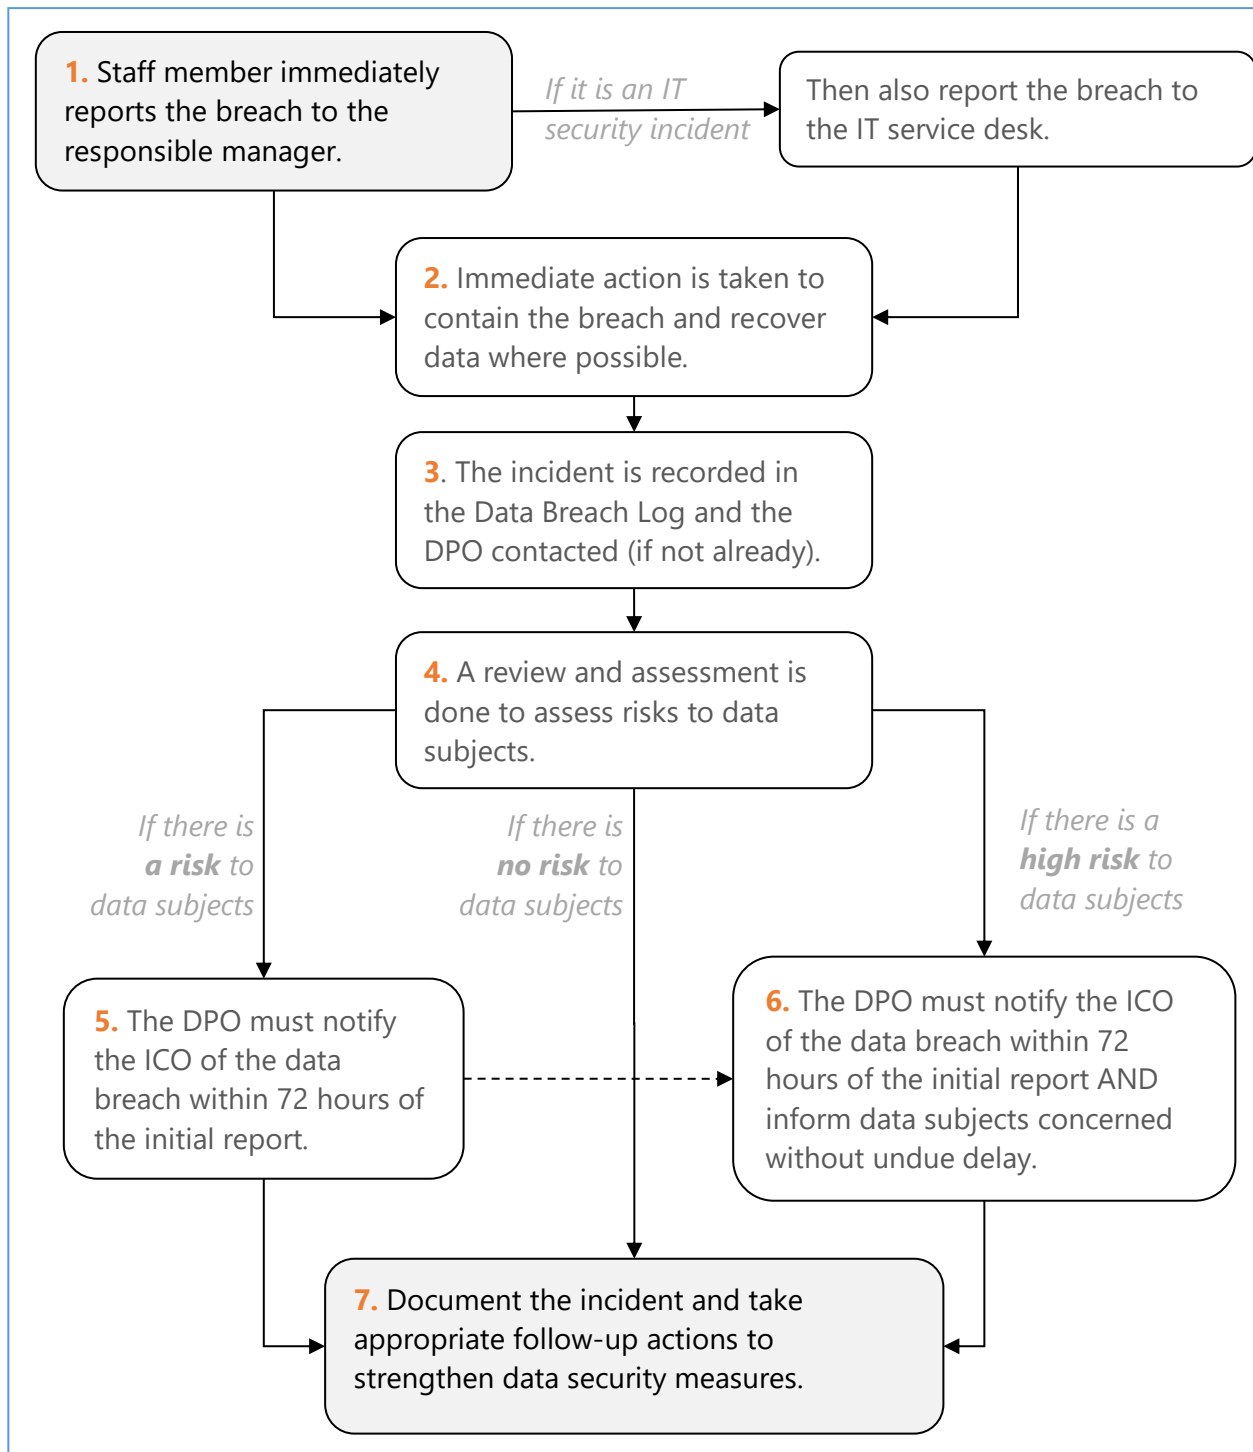 1. Staff member immediately
reports the breach to the
responsible manager.
If it is an IT
security incident
Then also report the breach to
the IT service desk.
2. Immediate action is taken to
contain the breach and recover
data where possible.
3. The incident is recorded in
the Data Breach Log and the
DPO contacted (if not already).
4. A review and assessment is
done to assess risks to data
subjects.
If there is
a risk to
data subjects
If there is
no risk to
data subjects
If there is a
high risk to
data subjects
5. The DPO must notify
the ICO of the data
breach within 72 hours of
the initial report.
6. The DPO must notify the ICO
of the data breach within 72
hours of the initial report AND
inform data subjects concerned
without undue delay.
7. Document the incident and take
appropriate follow-up actions to
strengthen data security measures.